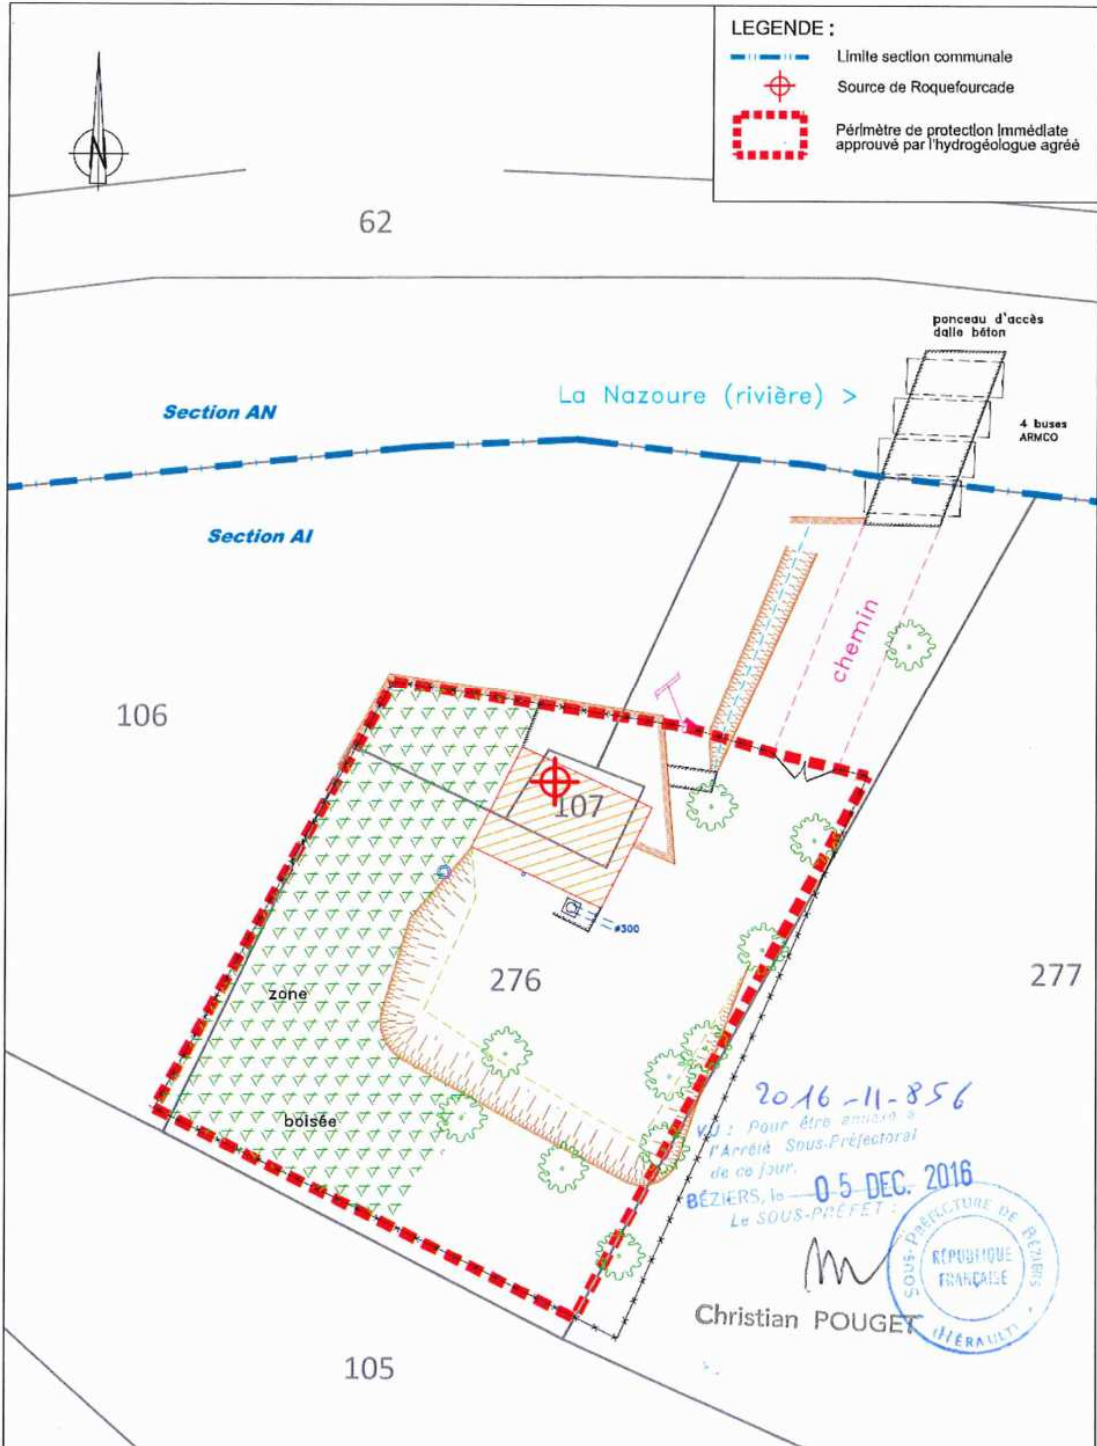 LEGENDE :
Limite section communale
Source de Roquefourcade
Périmètre de protection immédiate
approuvé par l'hydrogéologue agréé
N
62
ponceau d'accès
dalle béton
La Nazoure (rivière) >
4 buses
ARMCO
Section AN
Section AI
chemin
106
107
ø300
276
277
zone
boisée
2016-11-856
VU : Pour être annexé à
l'Arrêté Sous-Préfectoral
de ce jour.
BÉZIERS, le 05 DEC. 2016
Le SOUS-PRÉFET :
SOUS-PRÉFECTURE DE BÉZIERS
RÉPUBLIQUE
FRANÇAISE
(HÉRAULT)
Christian POUGET
105